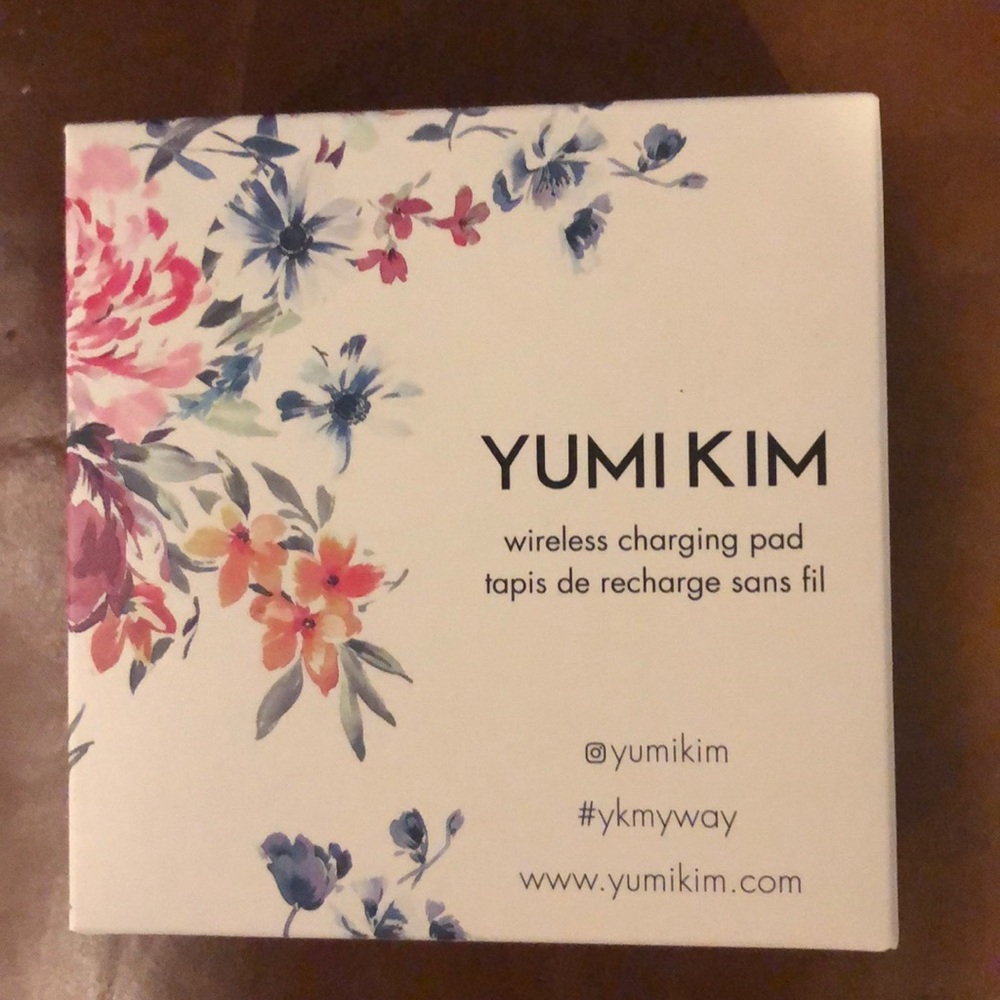 YUMI KIM
wireless charging pad
tapis de recharge sans fil
yumikim
#ykmyway
www.yumikim.com